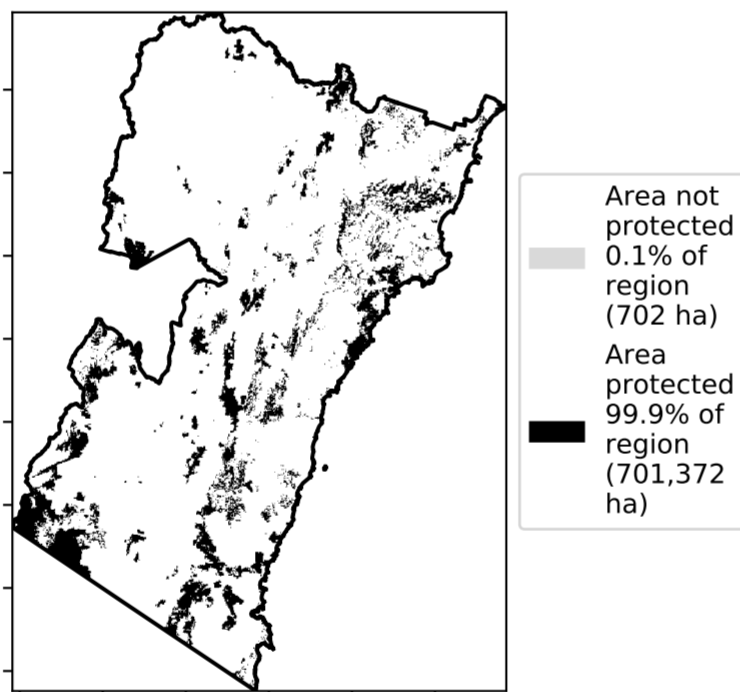 Area not
protected
0.1% of
region
(702 ha)
Area
protected
99.9% of
region
(701,372
ha)